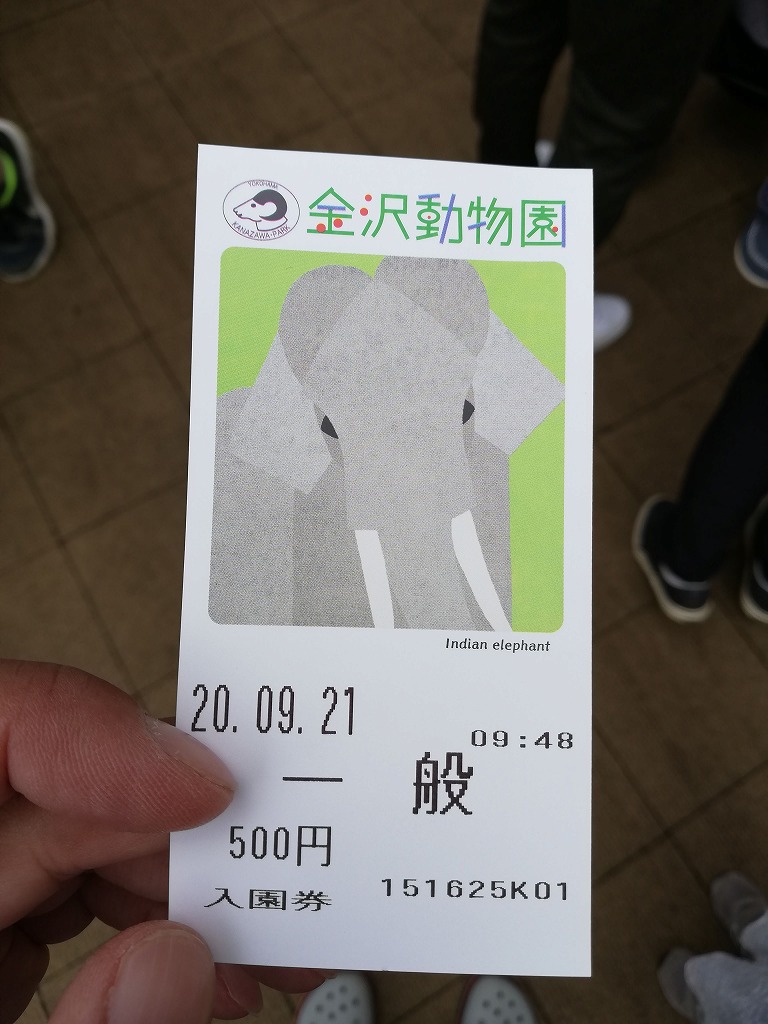 YOKOHAMA
KANAZAWA-PARK
金沢動物園
Indian elephant
20.09.21
09:48
一般
500円
入園券
151625K01